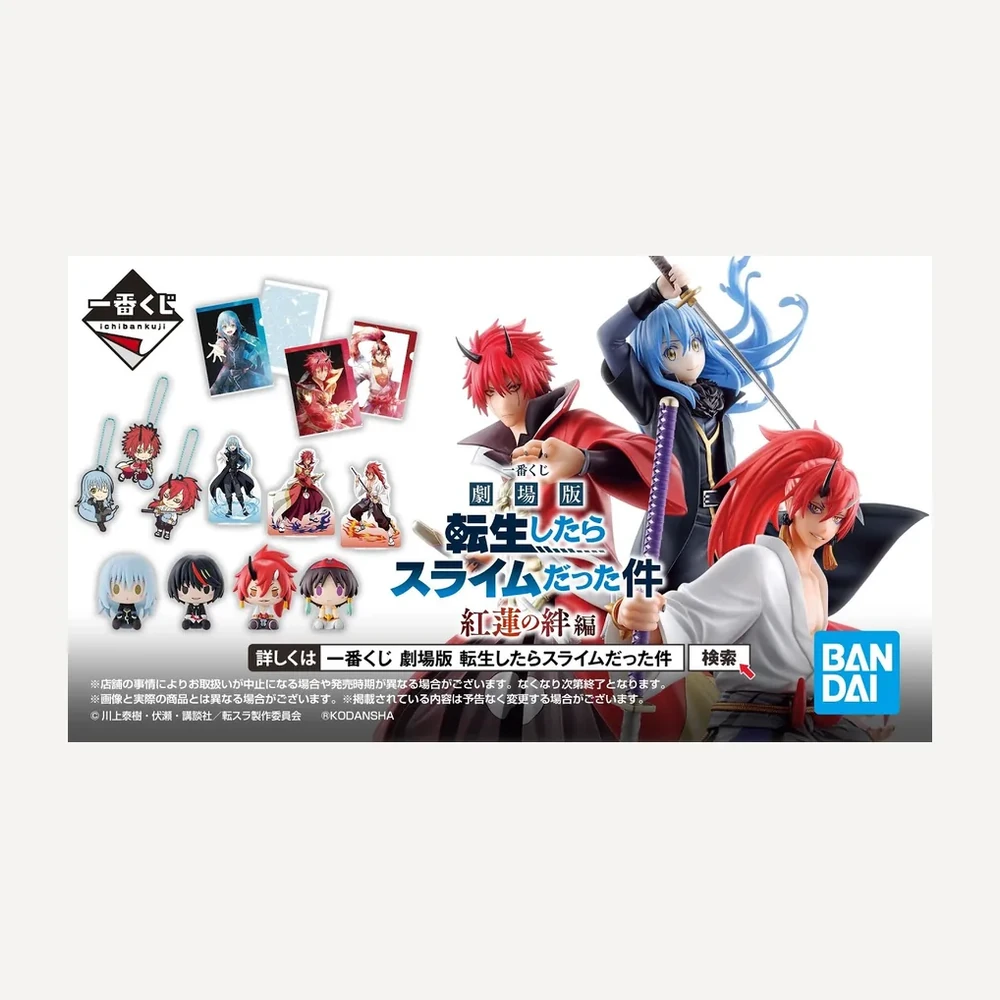 一番くじ
ichibankuji
一番くじ
劇場版
転生したら
スライムだった件
紅蓮の絆編
詳しくは 一番くじ 劇場版 転生したらスライムだった件 検索
※店舗の事情によりお取扱いが中止になる場合や発売時期が異なる場合がございます。なくなり次第終了となります。
※画像と実際の商品とは異なる場合がございます。※掲載されている内容は予告なく変更する場合がございます。
©川上泰樹・伏瀬・講談社／転スラ製作委員会 ®KODANSHA
BAN
DAI